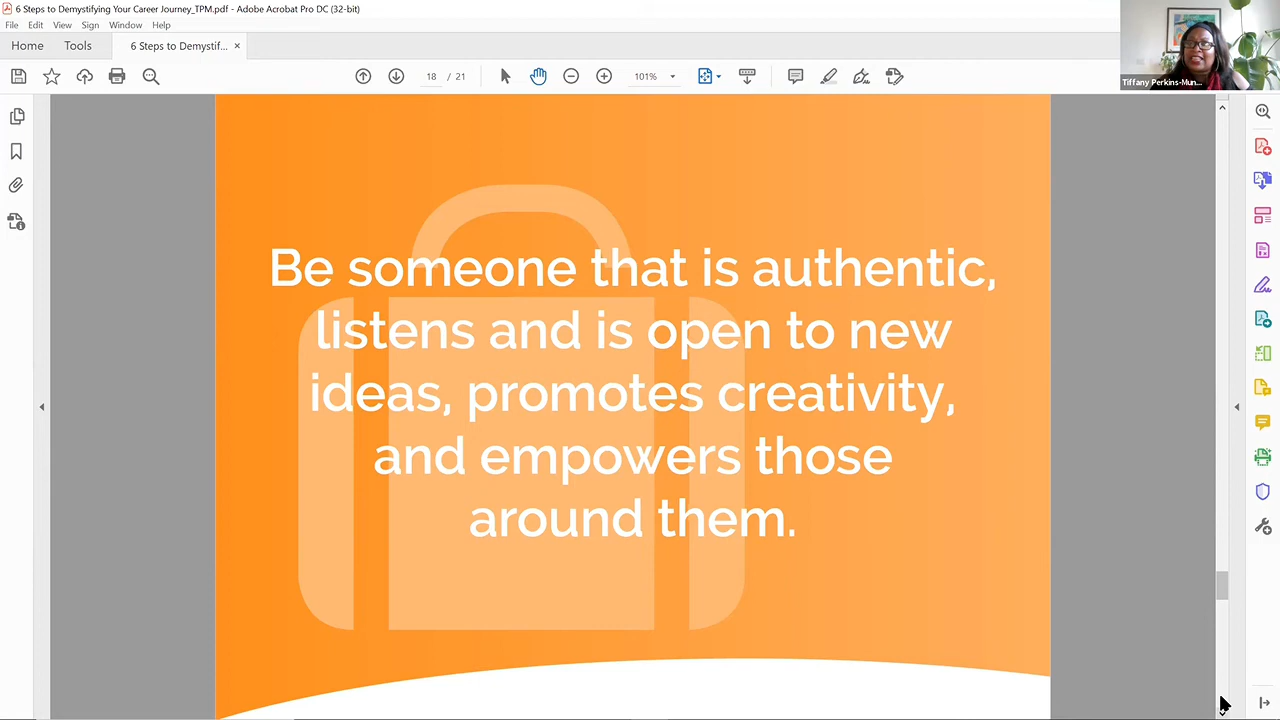 6 Steps to Demystifying Your Career Journey_TPM.pdf - Adobe Acrobat Pro DC (32-bit)
File Edit View Sign Window Help
Home Tools 6 Steps to Demystif... ×
18 / 21 101%
Tiffany Perkins-Mun...
Be someone that is authentic,
listens and is open to new
ideas, promotes creativity,
and empowers those
around them.